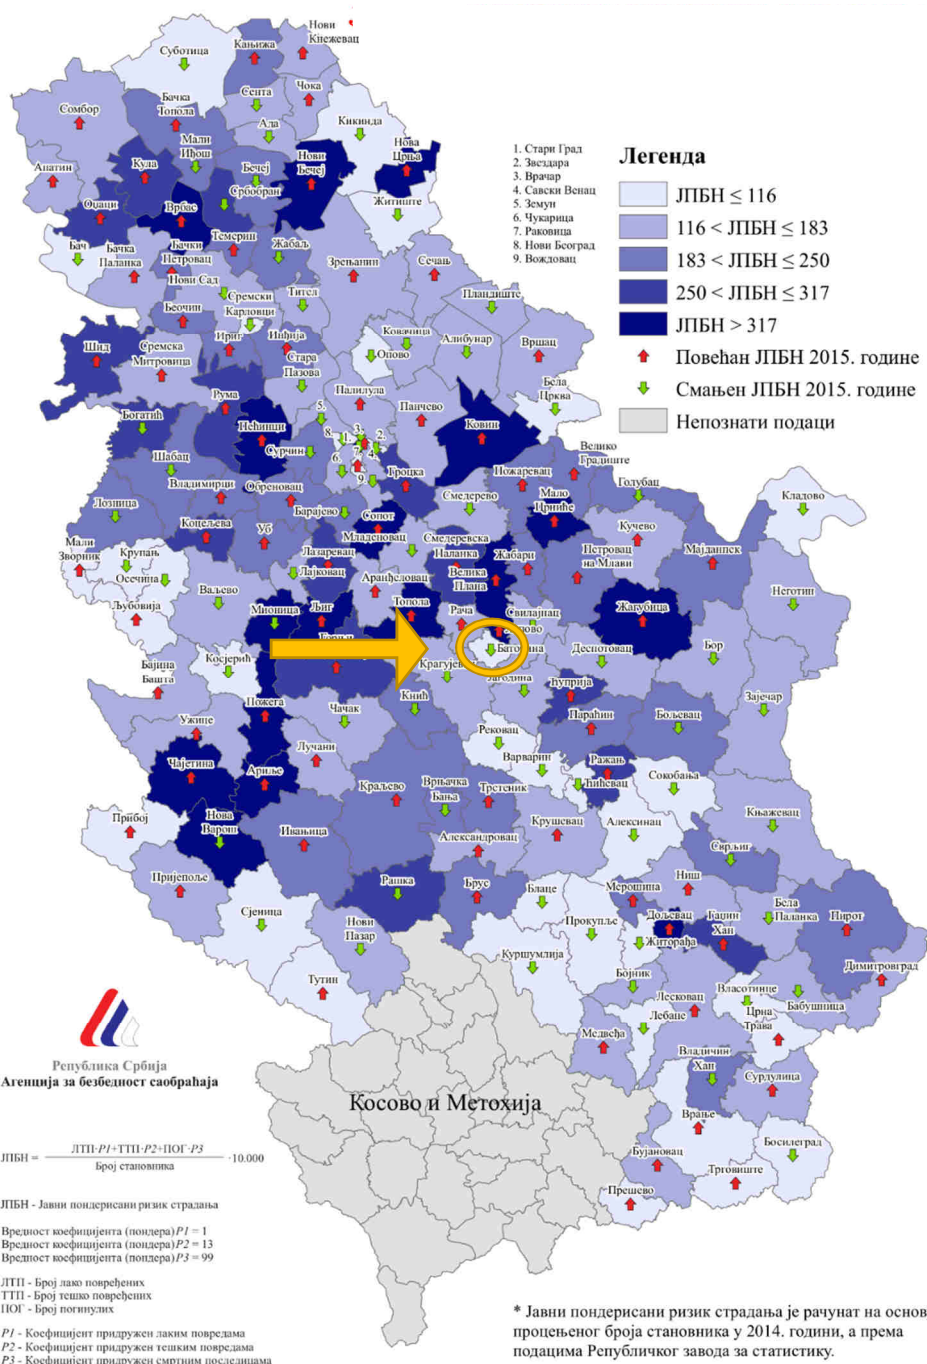 Нови
Кнежевац
Суботица
Кањижа
Сента
Чока
Сомбор
Бачка
Топола
Ада
Кикинда
Мали
Иђош
Нова
Црња
Апатин
Кула
Бечеј
Нови
Бечеј
Србобран
Житиште
Оџаци
Врбас
Бач
Бачка
Паланка
Бачки
Петровац
Темерин
Жабаљ
Зрењанин
Сечањ
Нови Сад
Тител
Пландиште
Беочин
Сремски
Карловци
Ковачица
Опово
Алибунар
Вршац
Шид
Сремска
Митровица
Ириг
Инђија
Стара
Пазова
Бела
Црква
Рума
Палилула
Панчево
Богатић
Пећинци
5.
8.
3.
1.
2.
7.
4.
6.
9.
Сурчин
Ковин
Шабац
Владимирци
Обреновац
Гроцка
Пожаревац
Велико
Градиште
Голубац
Кладово
Лозница
Барајево
Сопот
Смедерево
Мало
Црниће
Коцељева
Уб
Младеновац
Кучево
Мали
Зворник
Крупањ
Лазаревац
Смедеревска
Паланка
Жабари
Петровац
на Млави
Мајданпек
Осечина
Лајковац
Велика
Плана
Љубовија
Ваљево
Аранђеловац
Неготин
Мионица
Љиг
Топола
Рача
Свилајнац
Жагубица
Лапово
Баточина
Деспотовац
Бор
Бајина
Башта
Косјерић
Крагујевац
Јагодина
Ћуприја
Зајечар
Пожега
Чачак
Кнић
Параћин
Бољевац
Ужице
Лучани
Рековац
Варварин
Ражањ
Чајетина
Ариље
Краљево
Врњачка
Бања
Трстеник
Ћићевац
Сокобања
Прибој
Нова
Варош
Ивањица
Крушевац
Алексинац
Књажевац
Александровац
Сврљиг
Пријепоље
Рашка
Брус
Блаце
Мерошина
Ниш
Бела
Паланка
Сјеница
Нови
Пазар
Прокупље
Дољевац
Гаџин
Хан
Пирот
Куршумлија
Житорађа
Тутин
Бојник
Димитровград
Лесковац
Власотинце
Бабушница
Лебане
Црна
Трава
Медвеђа
Владичин
Хан
Сурдулица
Врање
Бујановац
Босилеград
Прешево
Трговиште
Косово и Метохија
1. Стари Град
2. Звездара
3. Врачар
4. Савски Венац
5. Земун
6. Чукарица
7. Раковица
8. Нови Београд
9. Вождовац
Легенда
ЈПБН ≤ 116
116 < ЈПБН ≤ 183
183 < ЈПБН ≤ 250
250 < ЈПБН ≤ 317
ЈПБН > 317
Повећан ЈПБН 2015. године
Смањен ЈПБН 2015. године
Непознати подаци
Република Србија
Агенција за безбедност саобраћаја
ЈПБН = ЛТП·P1+ТТП·P2+ПОГ·P3 / Број становника ·10.000
ЈПБН - Јавни пондерисани ризик страдања
Вредност коефицијента (пондера) P1 = 1
Вредност коефицијента (пондера) P2 = 13
Вредност коефицијента (пондера) P3 = 99
ЛТП - Број лако повређених
ТТП - Број тешко повређених
ПОГ - Број погинулих
P1 - Коефицијент придружен лаким повредама
P2 - Коефицијент придружен тешким повредама
P3 - Коефицијент придружен смртним последицама
* Јавни пондерисани ризик страдања је рачунат на основ
процењеног броја становника у 2014. години, а према
подацима Републичког завода за статистику.